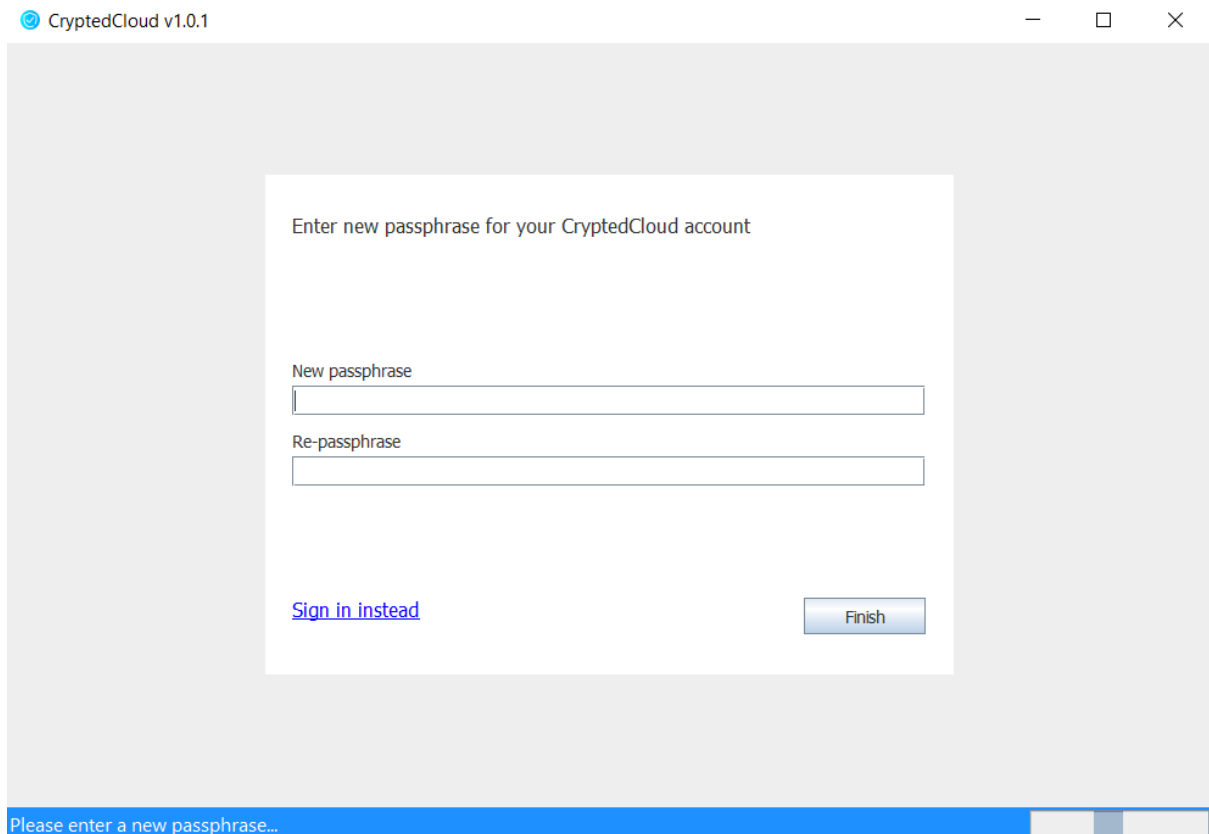 CryptedCloud v1.0.1
Enter new passphrase for your CryptedCloud account
New passphrase
Re-passphrase
Sign in instead
Finish
Please enter a new passphrase...